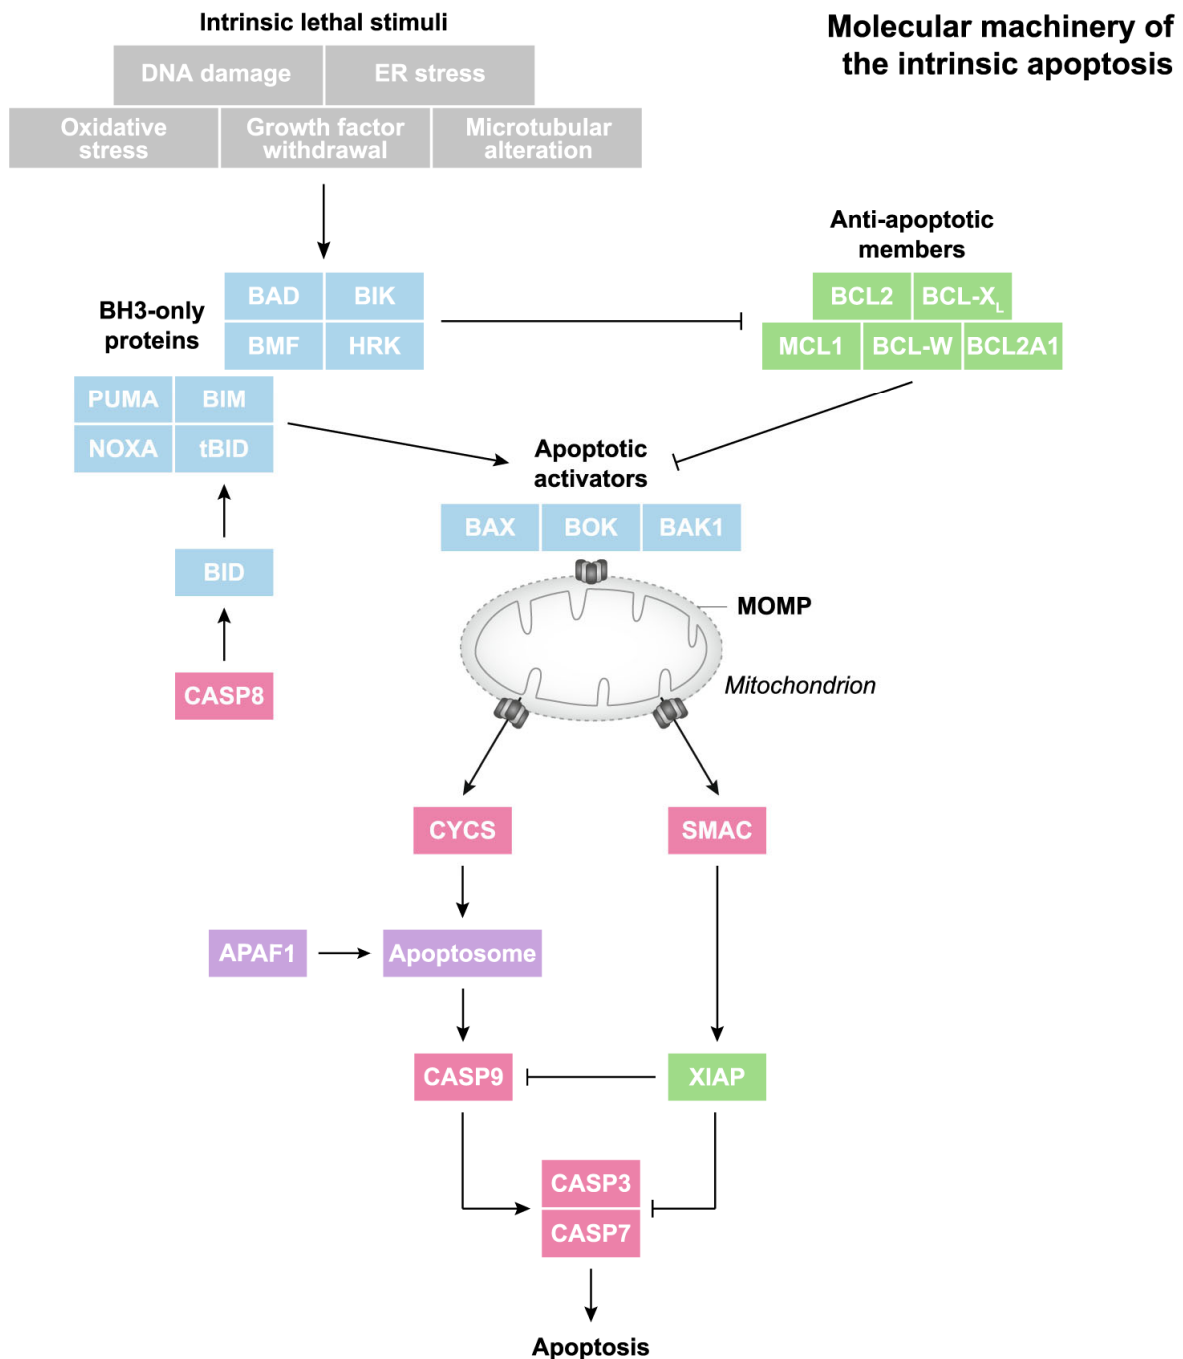 Intrinsic lethal stimuli
Molecular machinery of
the intrinsic apoptosis
DNA damage
ER stress
Oxidative
stress
Growth factor
withdrawal
Microtubular
alteration
Anti-apoptotic
members
BH3-only
proteins
BAD
BIK
BMF
HRK
BCL2
BCL-XL
MCL1
BCL-W
BCL2A1
PUMA
BIM
NOXA
tBID
Apoptotic
activators
BAX
BOK
BAK1
BID
MOMP
CASP8
Mitochondrion
CYCS
SMAC
APAF1
Apoptosome
CASP9
XIAP
CASP3
CASP7
Apoptosis